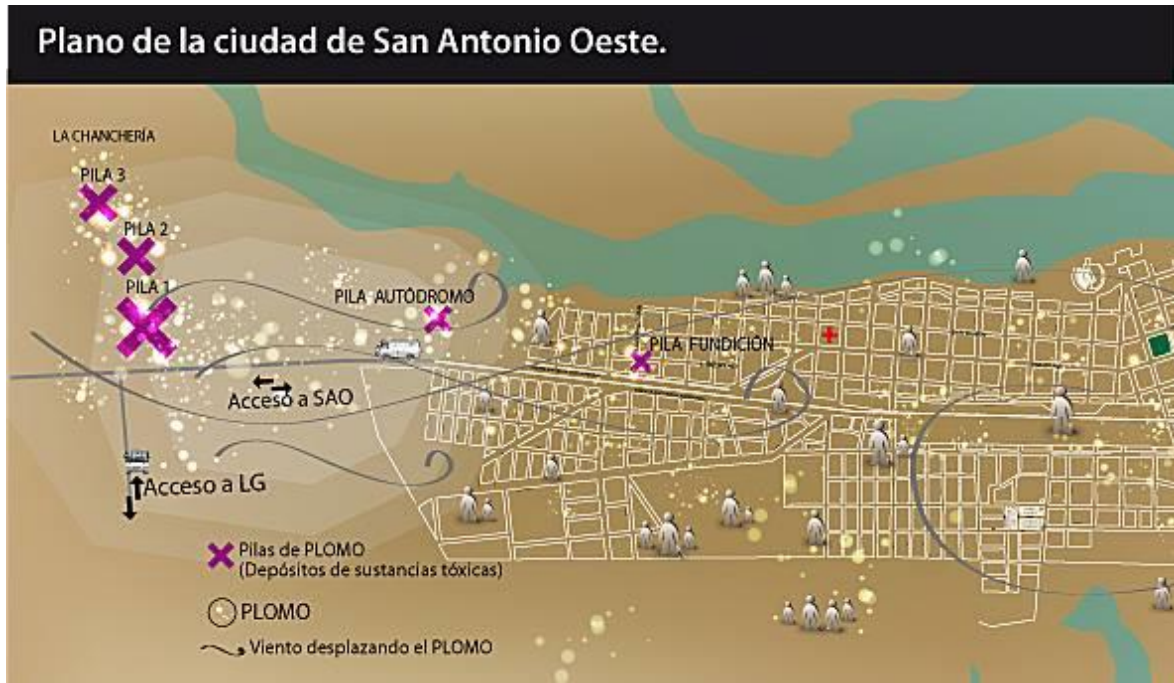 Plano de la ciudad de San Antonio Oeste.
LA CHANCHERÍA
PILA 3
PILA 2
PILA 1
PILA AUTÓDROMO
PILA FUNDICIÓN
Acceso a SAO
Acceso a LG
Pilas de PLOMO
(Depósitos de sustancias tóxicas)
PLOMO
Viento desplazando el PLOMO